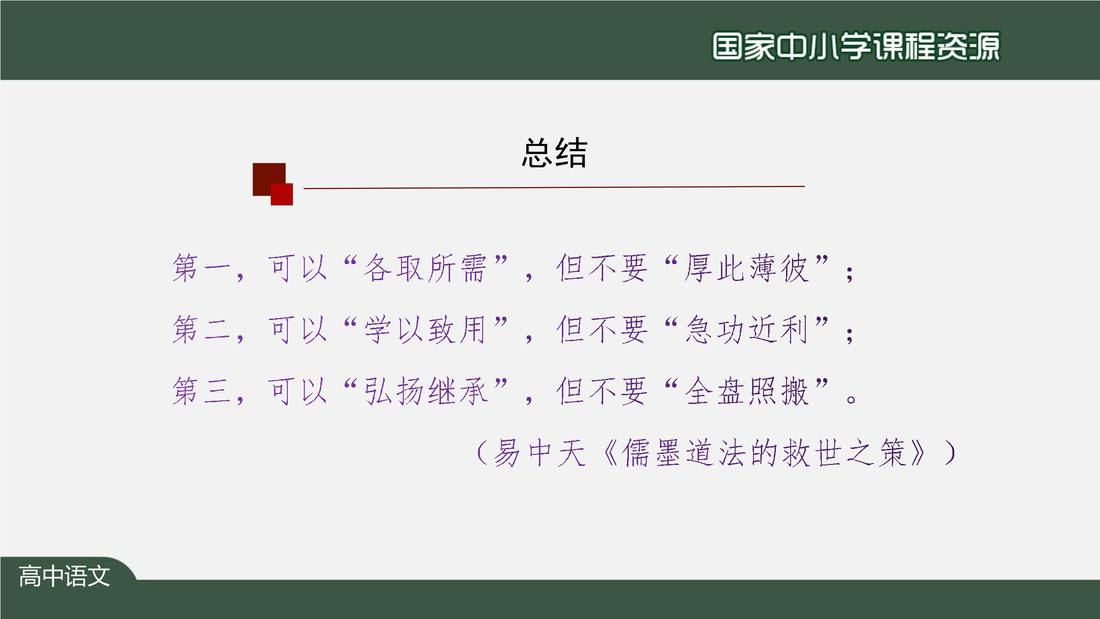 国家中小学课程资源
总结
第一，可以“各取所需”，但不要“厚此薄彼”；
第二，可以“学以致用”，但不要“急功近利”；
第三，可以“弘扬继承”，但不要“全盘照搬”。
（易中天《儒墨道法的救世之策》）
高中语文